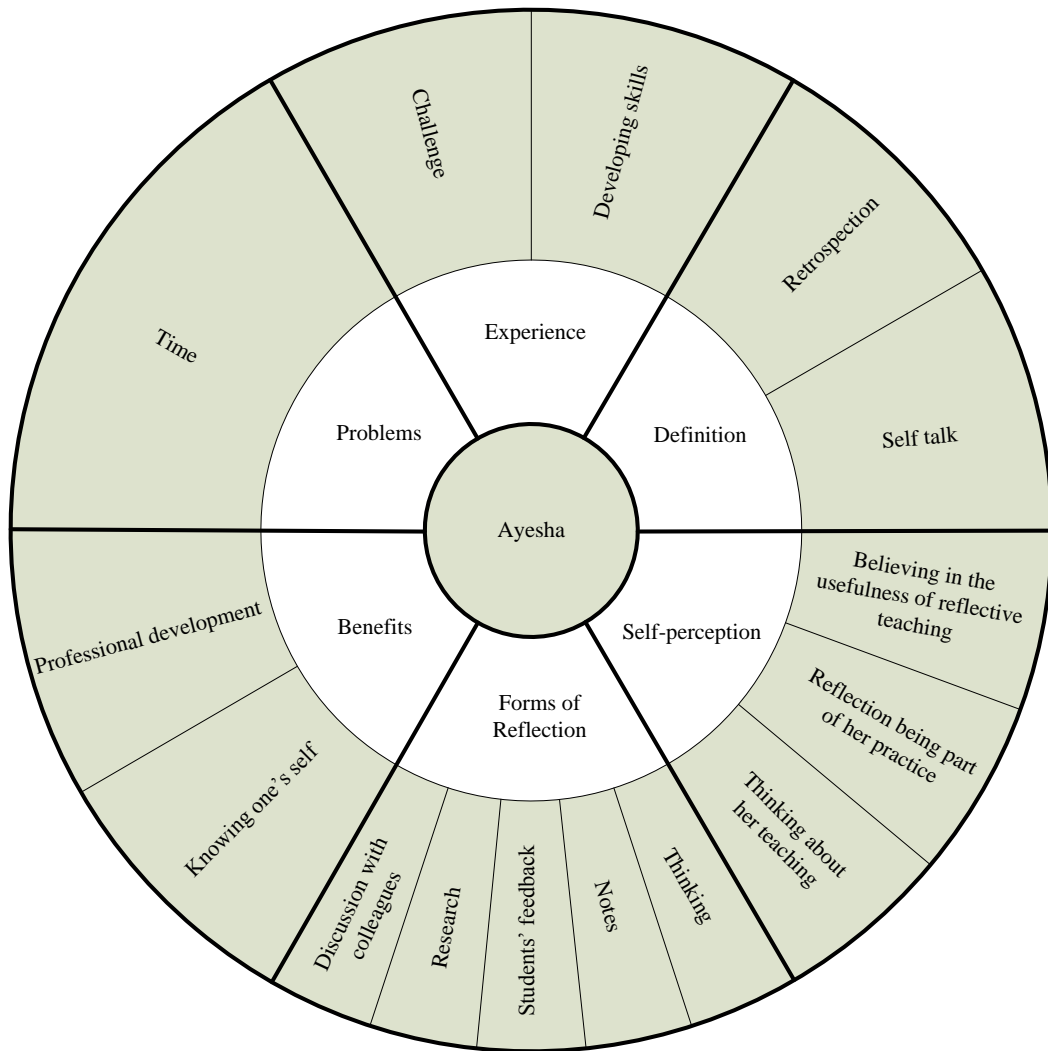 Ayesha
Experience
Challenge
Developing skills
Definition
Retrospection
Self talk
Self-perception
Believing in the
usefulness of reflective
teaching
Reflection being part
of her practice
Thinking about
her teaching
Forms of
Reflection
Thinking
Notes
Students’ feedback
Research
Discussion with
colleagues
Benefits
Knowing one’s self
Professional development
Problems
Time